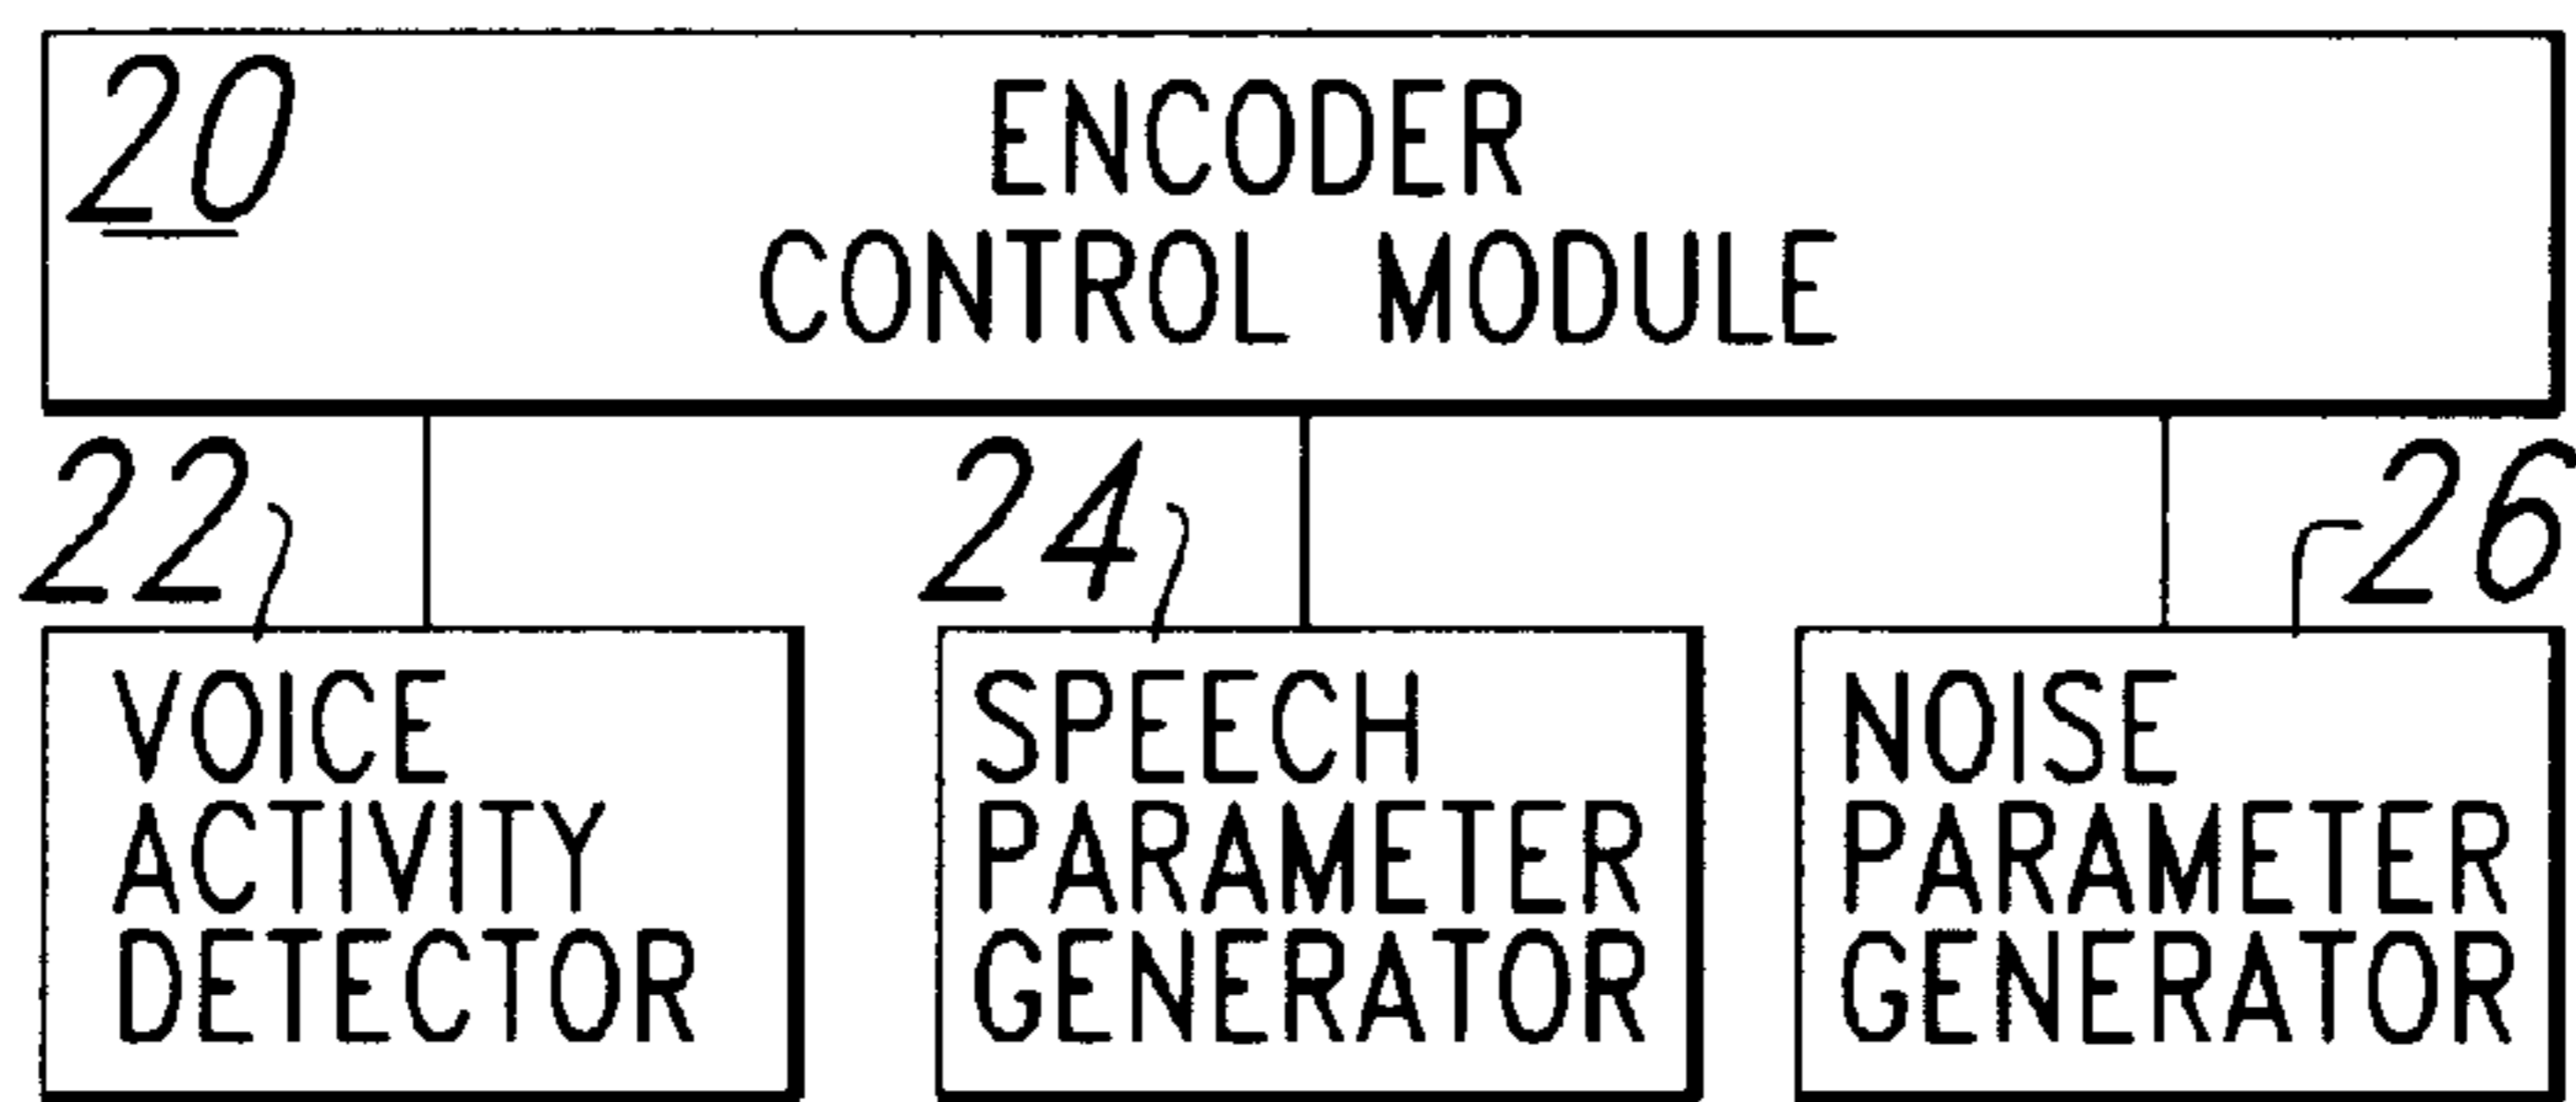 20
ENCODER
CONTROL MODULE
22
24
26
VOICE
ACTIVITY
DETECTOR
SPEECH
PARAMETER
GENERATOR
NOISE
PARAMETER
GENERATOR